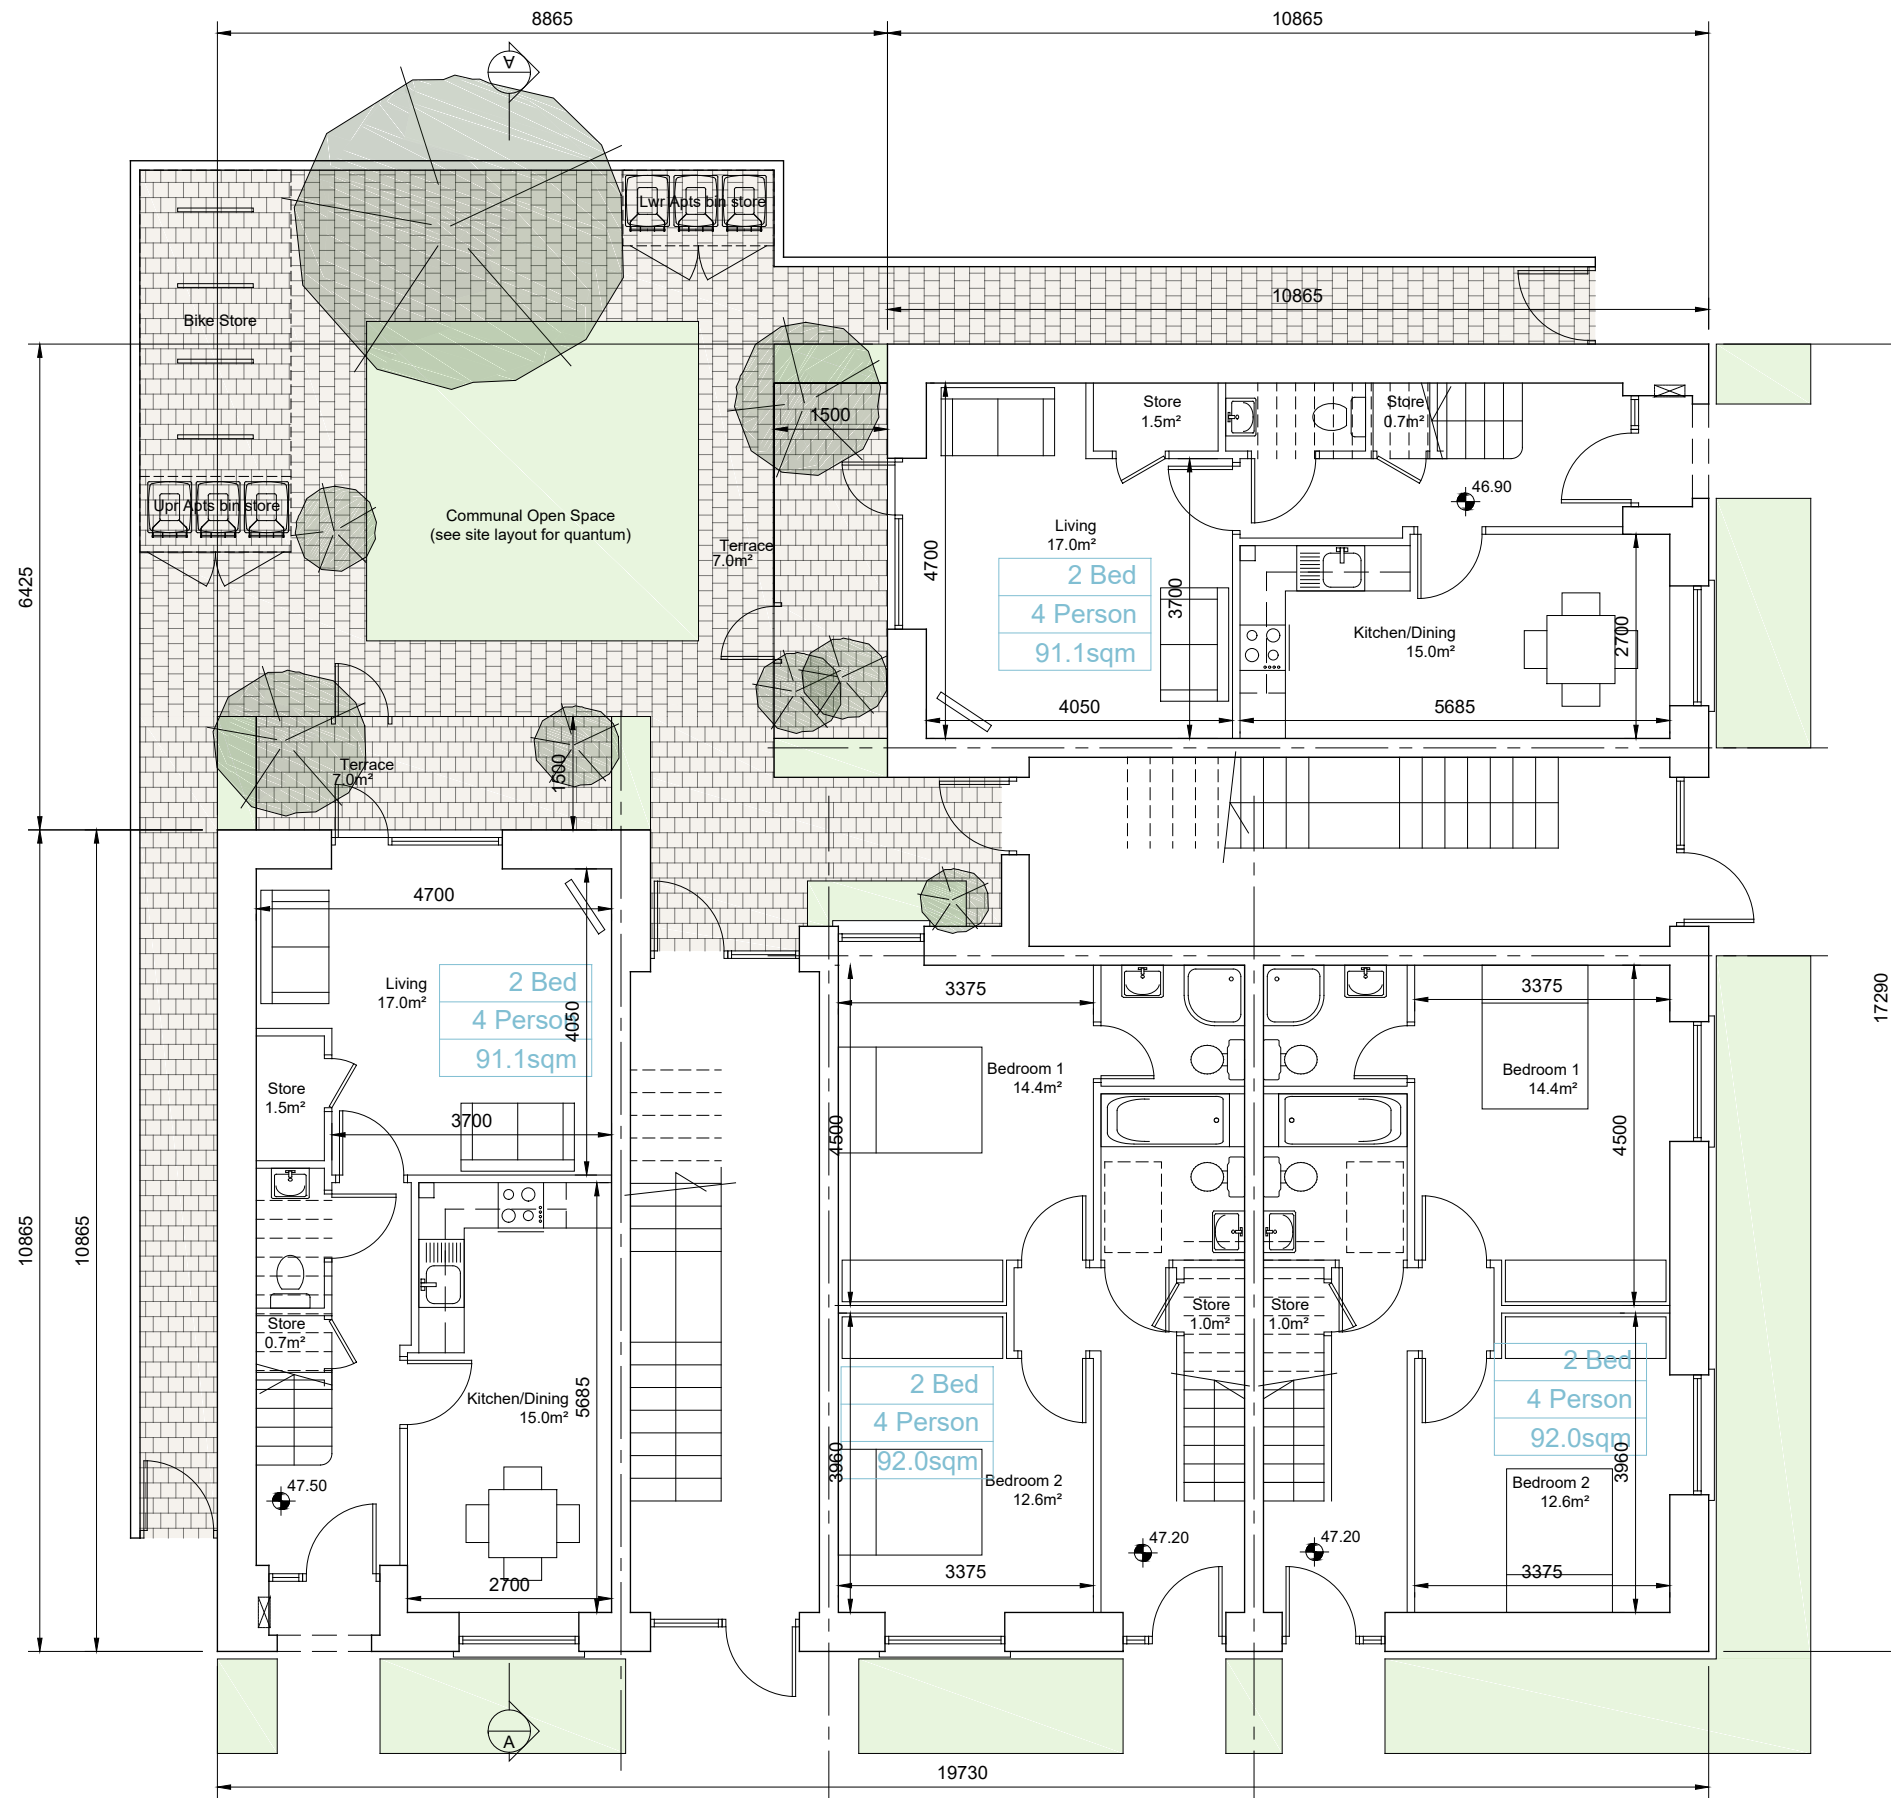 8865
10865
A
Lwr Apts bin store
10865
Bike Store
Store
1.5m²
Store
0.7m²
1500
46.90
Upr Apts bin store
Communal Open Space
(see site layout for quantum)
Terrace
7.0m²
Living
17.0m²
4700
2 Bed
4 Person
91.1sqm
3700
Kitchen/Dining
15.0m²
2700
4050
5685
6425
Terrace
7.0m²
1500
4700
Living
17.0m²
2 Bed
4 Person
91.1sqm
4050
3375
3375
17290
Bedroom 1
14.4m²
Bedroom 1
14.4m²
Store
1.5m²
3700
4500
4500
10865
10865
Store
0.7m²
Store
1.0m²
Store
1.0m²
Kitchen/Dining
15.0m²
5685
2 Bed
4 Person
92.0sqm
2 Bed
4 Person
92.0sqm
3960
3960
Bedroom 2
12.6m²
Bedroom 2
12.6m²
47.50
47.20
47.20
2700
3375
3375
A
19730